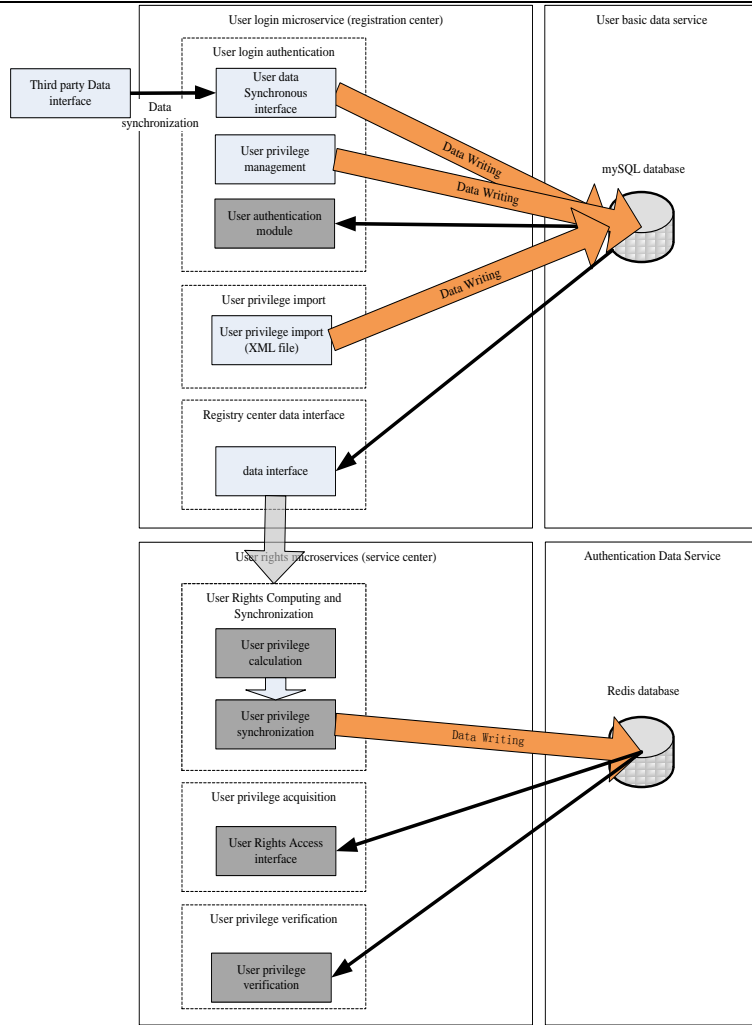 User login microservice (registration center)
User basic data service
User login authentication
Third party Data
interface
Data
synchronization
User data
Synchronous
interface
User privilege
management
User authentication
module
Data Writing
Data Writing
Data Writing
mySQL database
User privilege import
User privilege import
(XML file)
Registry center data interface
data interface
User rights microservices (service center)
Authentication Data Service
User Rights Computing and
Synchronization
User privilege
calculation
User privilege
synchronization
Data Writing
Redis database
User privilege acquisition
User Rights Access
interface
User privilege verification
User privilege
verification